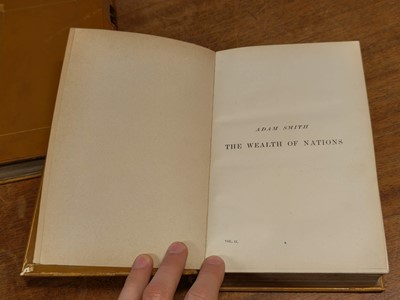 ADAM SMITH
THE WEALTH OF NATIONS
VOL. II.